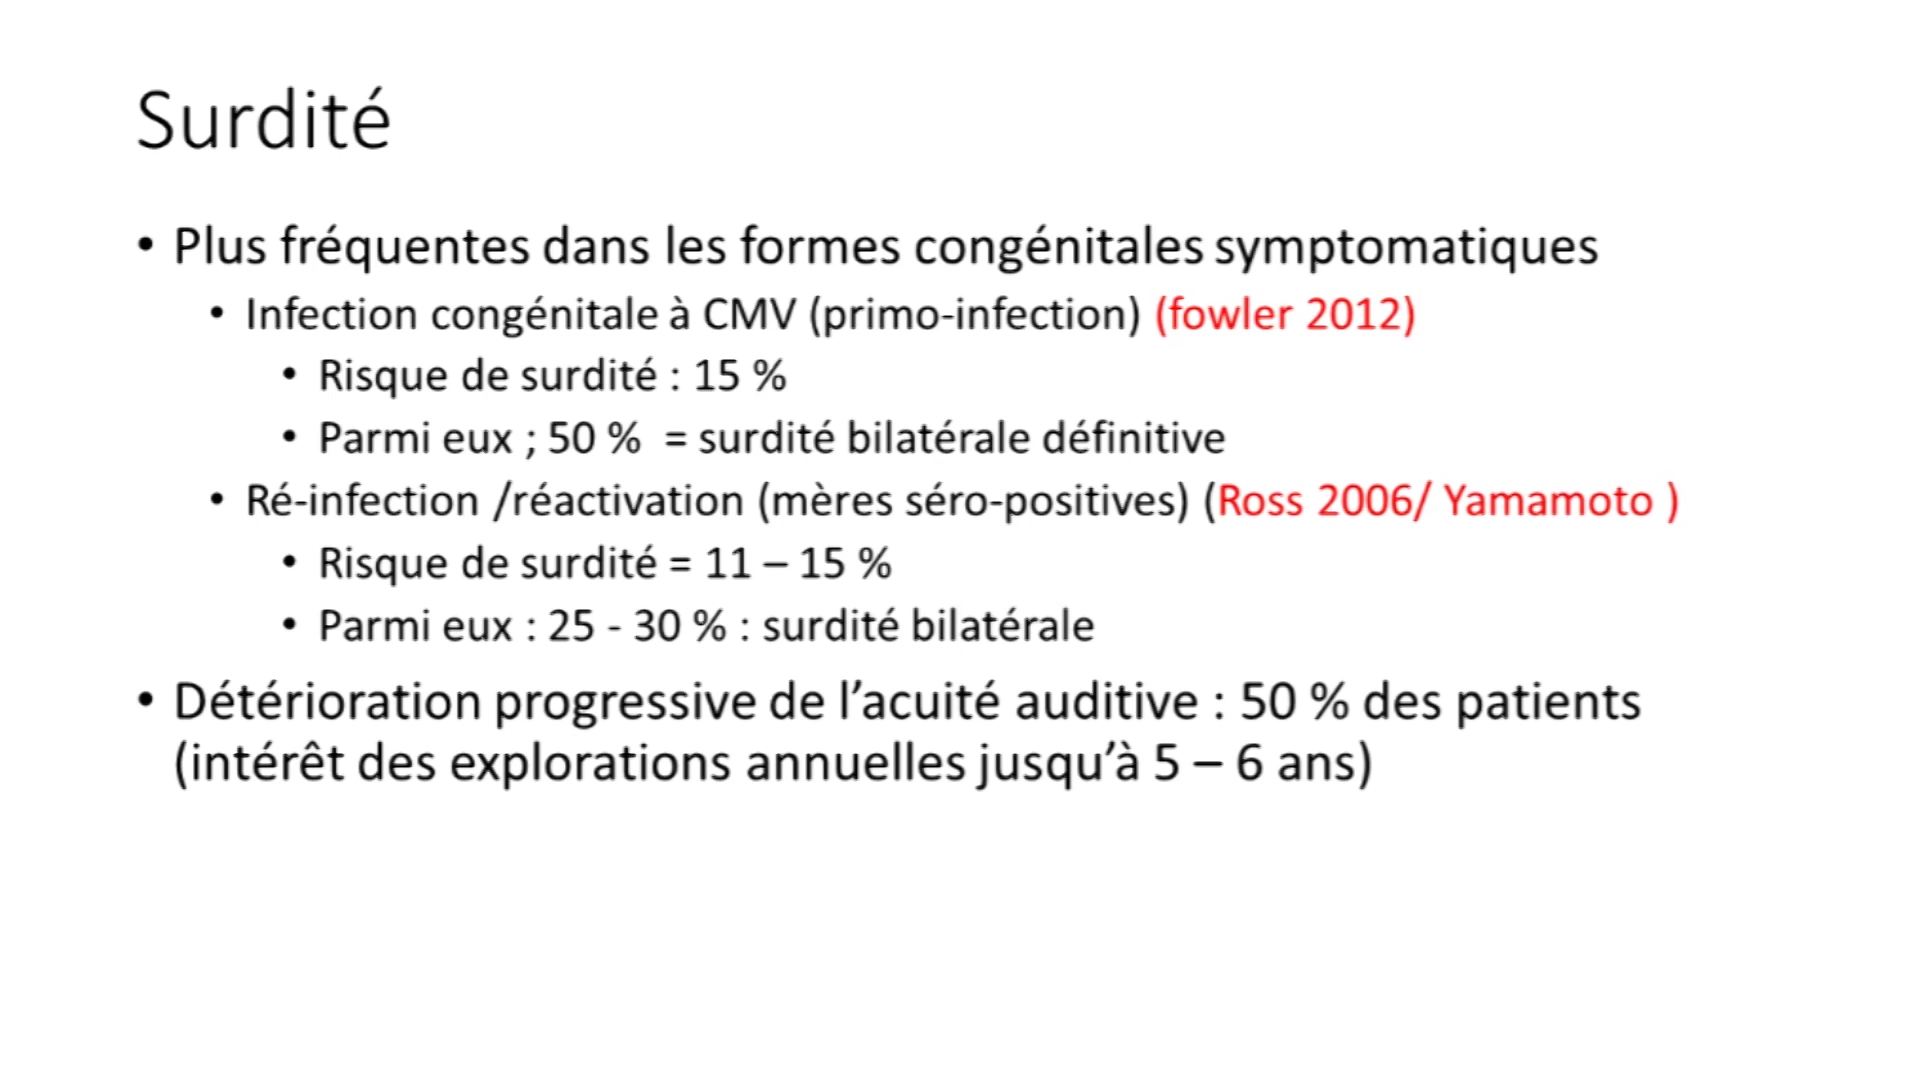 Surdité
• Plus fréquentes dans les formes congénitales symptomatiques
• Infection congénitale à CMV (primo-infection) (fowler 2012)
• Risque de surdité : 15 %
• Parmi eux ; 50 %  = surdité bilatérale définitive
• Ré-infection /réactivation (mères séro-positives) (Ross 2006/ Yamamoto )
• Risque de surdité = 11 – 15 %
• Parmi eux : 25 - 30 % : surdité bilatérale
• Détérioration progressive de l’acuité auditive : 50 % des patients
(intérêt des explorations annuelles jusqu’à 5 – 6 ans)